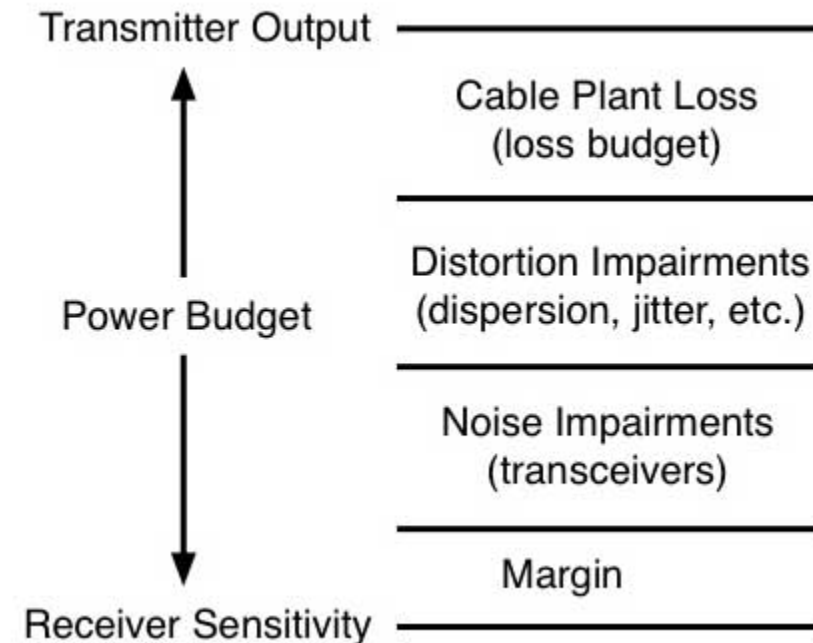 Transmitter Output
Cable Plant Loss
(loss budget)
Distortion Impairments
(dispersion, jitter, etc.)
Power Budget
Noise Impairments
(transceivers)
Margin
Receiver Sensitivity